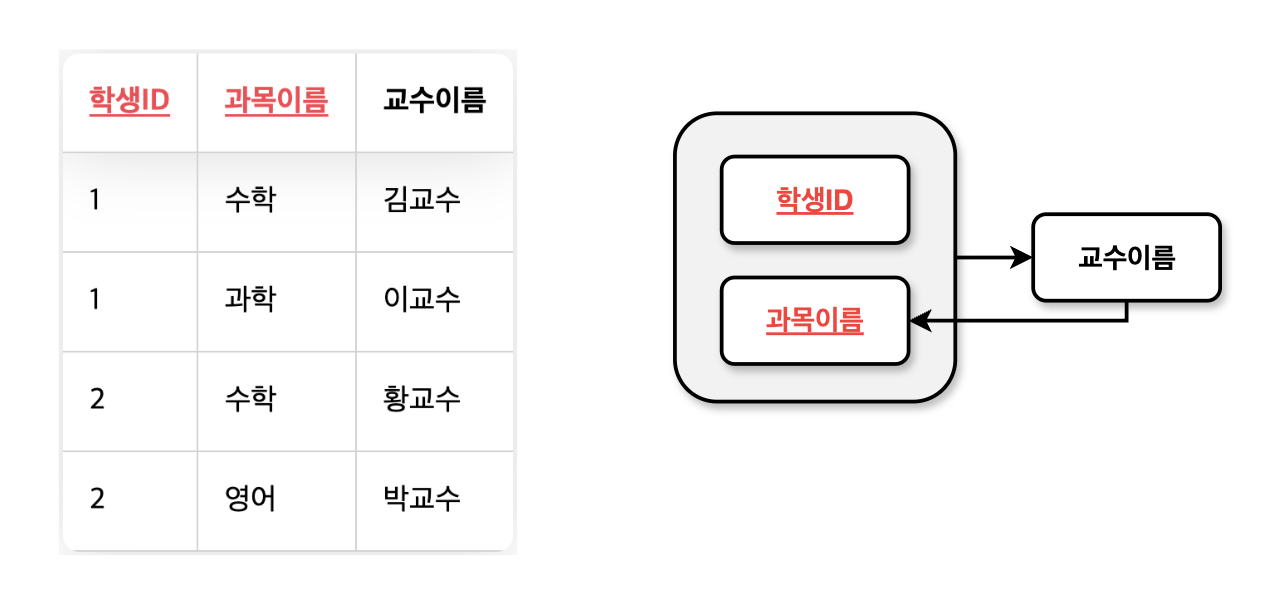 학생ID 과목이름 교수이름
1 수학 김교수
1 과학 이교수
2 수학 황교수
2 영어 박교수
학생ID
과목이름
교수이름